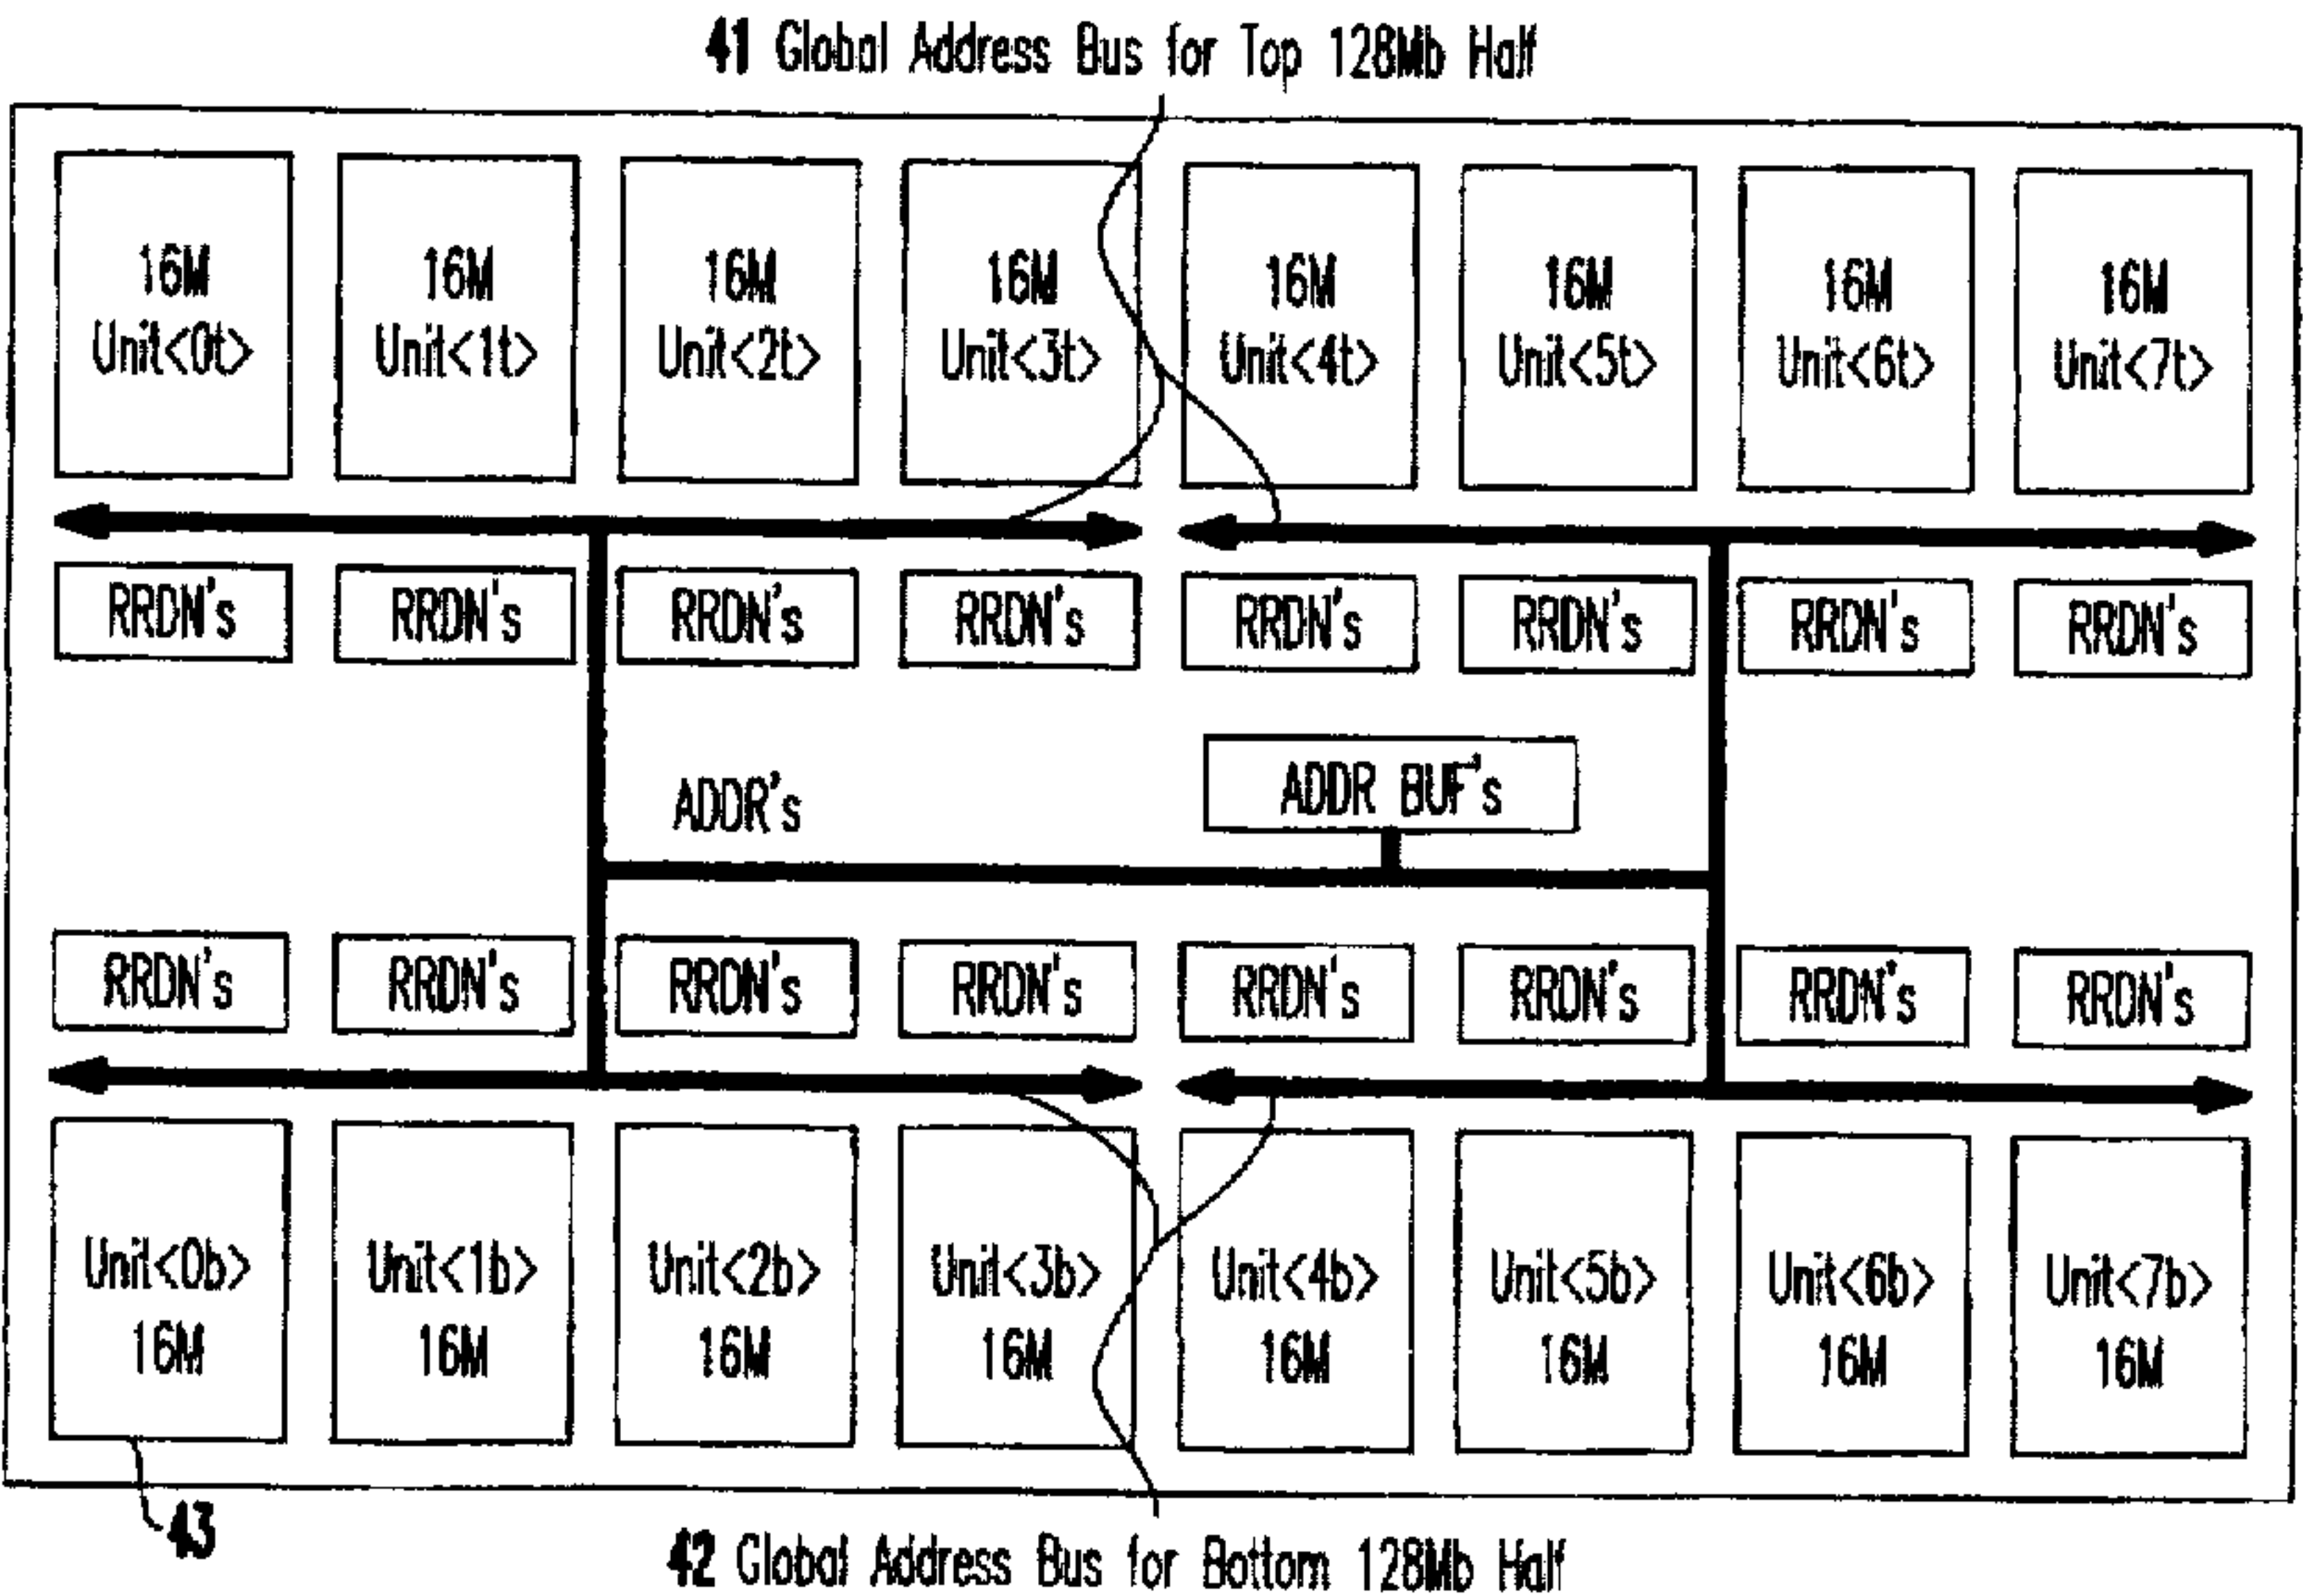 41 Global Address Bus for Top 128Mb Half
16M 16M 16M 16M 16M 16M 16M 16M
Unit<0t> Unit<1t> Unit<2t> Unit<3t> Unit<4t> Unit<5t> Unit<6t> Unit<7t>
RRDN's RRDN's RRDN's RRDN's RRDN's RRDN's RRDN's RRDN's
ADDR's ADDR BUF's
RRDN's RRDN's RRDN's RRDN's RRDN's RRDN's RRDN's RRDN's
Unit<0b> Unit<1b> Unit<2b> Unit<3b> Unit<4b> Unit<5b> Unit<6b> Unit<7b>
16M 16M 16M 16M 16M 16M 16M 16M
43
42 Global Address Bus for Bottom 128Mb Half